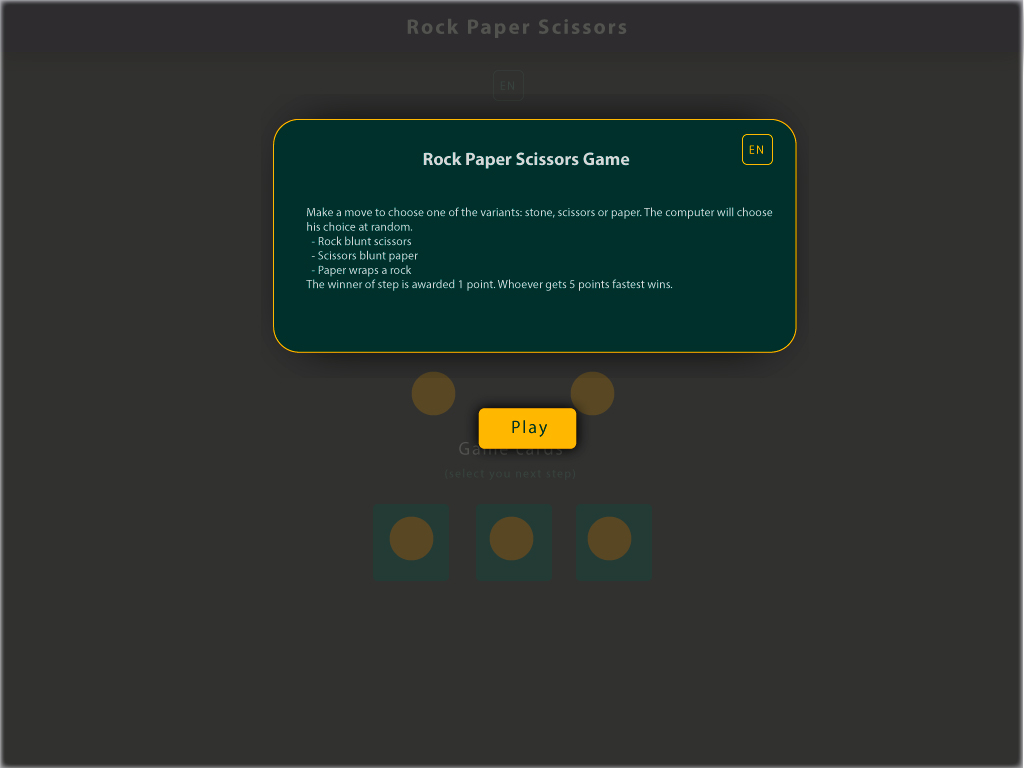 Rock Paper Scissors
EN
EN
Rock Paper Scissors Game
Make a move to choose one of the variants: stone, scissors or paper. The computer will choose
his choice at random.
- Rock blunt scissors
- Scissors blunt paper
- Paper wraps a rock
The winner of step is awarded 1 point. Whoever gets 5 points fastest wins.
Play
Game cards
(select you next step)